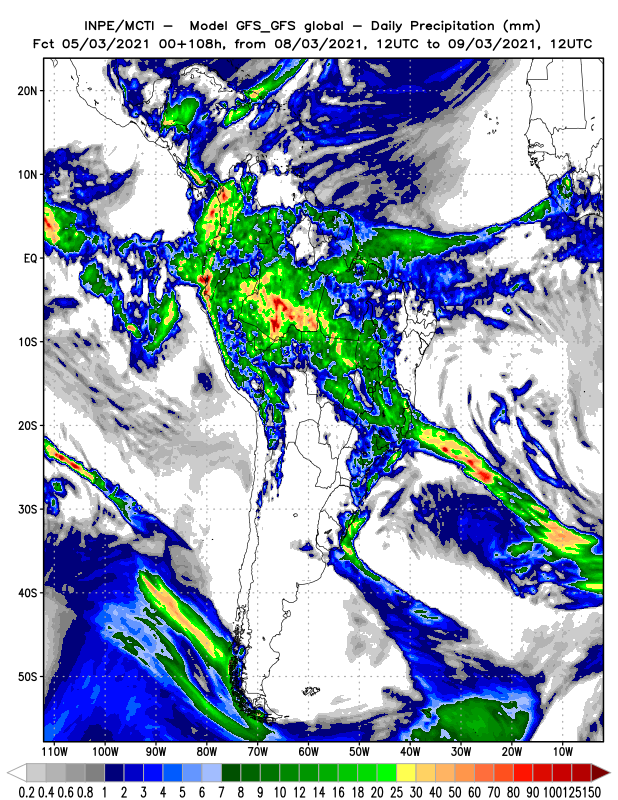 INPE/MCTI –  Model GFS_GFS global – Daily Precipitation (mm)
Fct 05/03/2021 00+108h, from 08/03/2021, 12UTC to 09/03/2021, 12UTC
20N
10N
EQ
10S
20S
30S
40S
50S
110W 100W 90W 80W 70W 60W 50W 40W 30W 20W 10W
0.2 0.4 0.6 0.8 1 2 3 4 5 6 7 8 9 10 12 14 16 18 20 25 30 40 50 60 70 80 90 100 125 150